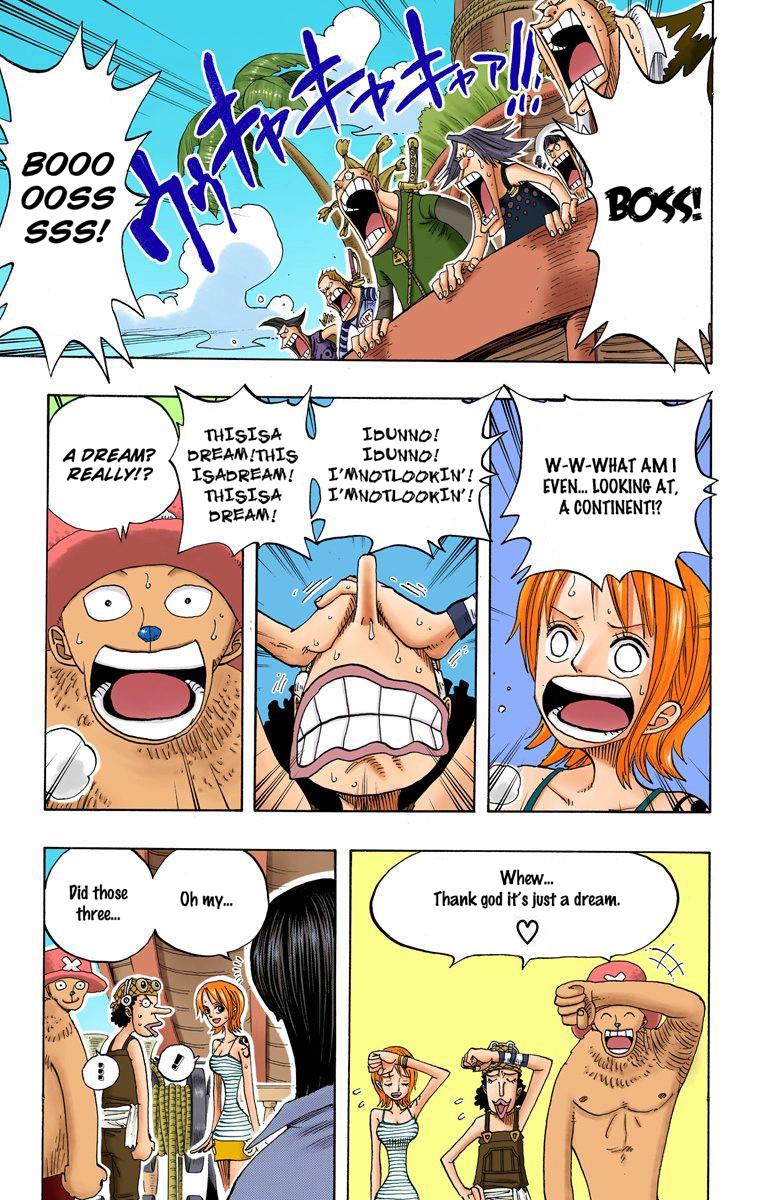 BOSS!
ウッギャキャキャァ!!!
BOOO
OOSS
SSS!
W-W-WHAT AM I
EVEN... LOOKING AT,
A CONTINENT!?
IDUNNO!
IDUNNO!
I'MNOTLOOKIN'!
I'MNOTLOOKIN'!
THISISA
DREAM!THIS
ISADREAM!
THISISA
DREAM!
A DREAM?
REALLY!?
Whew...
Thank god it's just a dream.
♡
Oh my...
Did those
three...
!
...